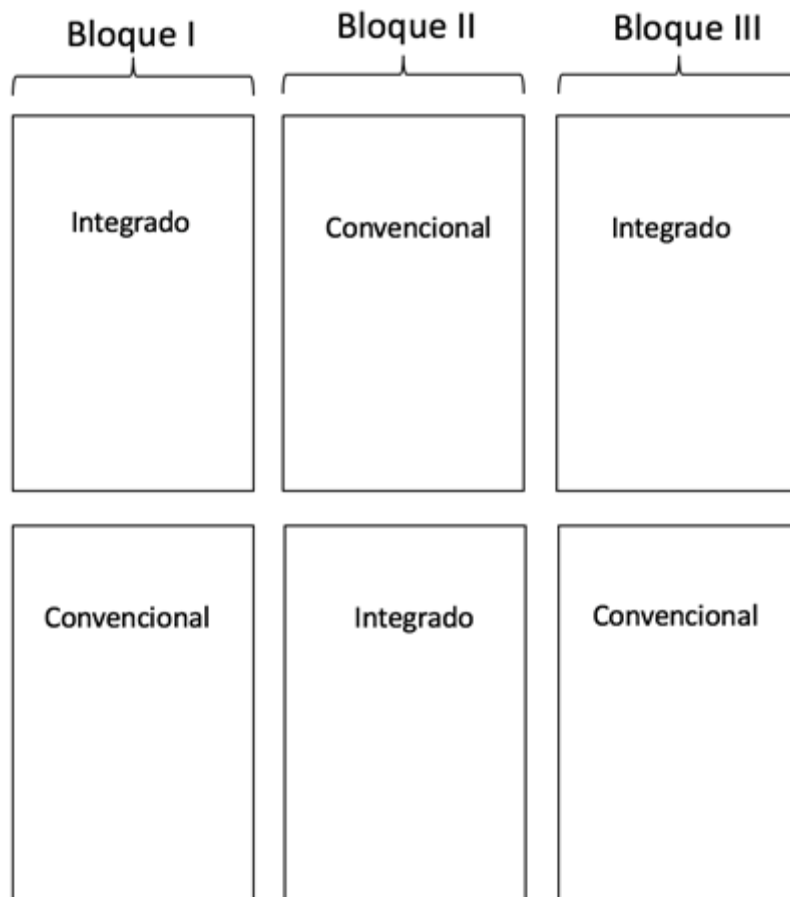 Bloque I
Bloque II
Bloque III
Integrado
Convencional
Integrado
Convencional
Integrado
Convencional